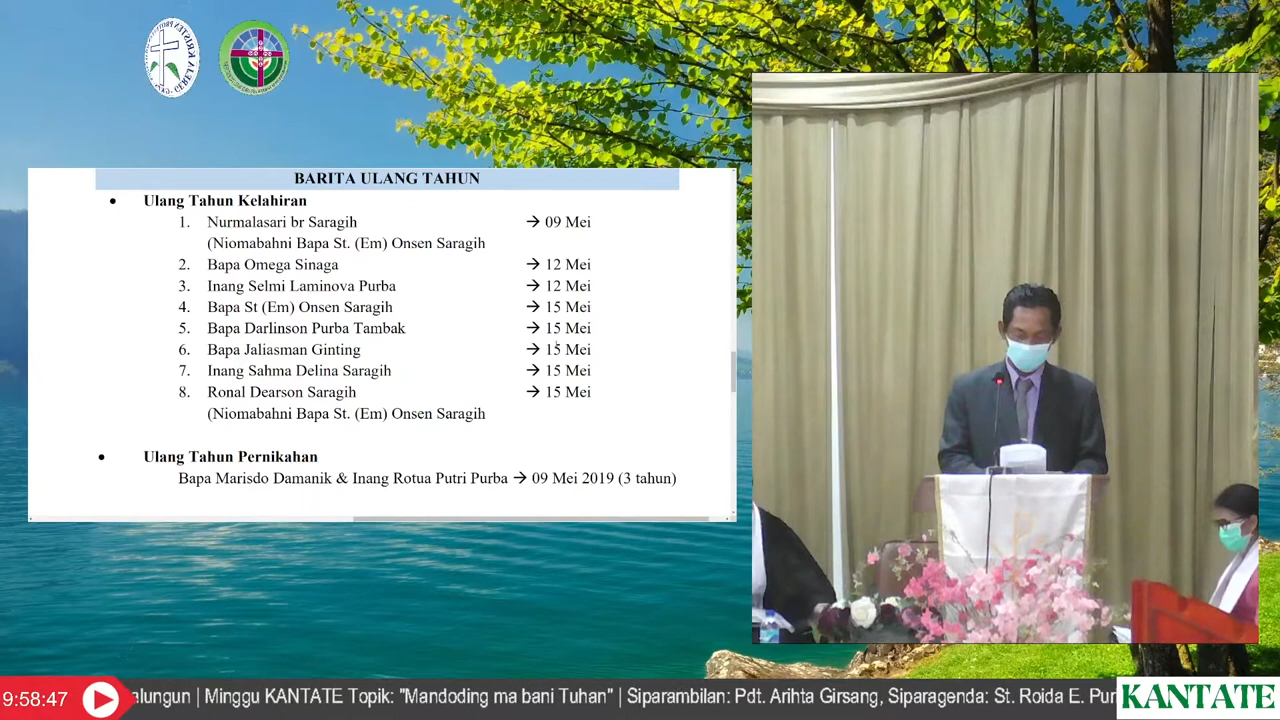 BARITA ULANG TAHUN
• Ulang Tahun Kelahiran
1. Nurmalasari br Saragih → 09 Mei
(Niomabahni Bapa St. (Em) Onsen Saragih
2. Bapa Omega Sinaga → 12 Mei
3. Inang Selmi Laminova Purba → 12 Mei
4. Bapa St (Em) Onsen Saragih → 15 Mei
5. Bapa Darlinson Purba Tambak → 15 Mei
6. Bapa Jaliasman Ginting → 15 Mei
7. Inang Sahma Delina Saragih → 15 Mei
8. Ronal Dearson Saragih → 15 Mei
(Niomabahni Bapa St. (Em) Onsen Saragih
• Ulang Tahun Pernikahan
Bapa Marisdo Damanik & Inang Rotua Putri Purba → 09 Mei 2019 (3 tahun)
9:58:47 alungun | Minggu KANTATE Topik: "Mandoding ma bani Tuhan" | Siparambilan: Pdt. Arihta Girsang, Siparagenda: St. Roida E. Pur
KANTATE